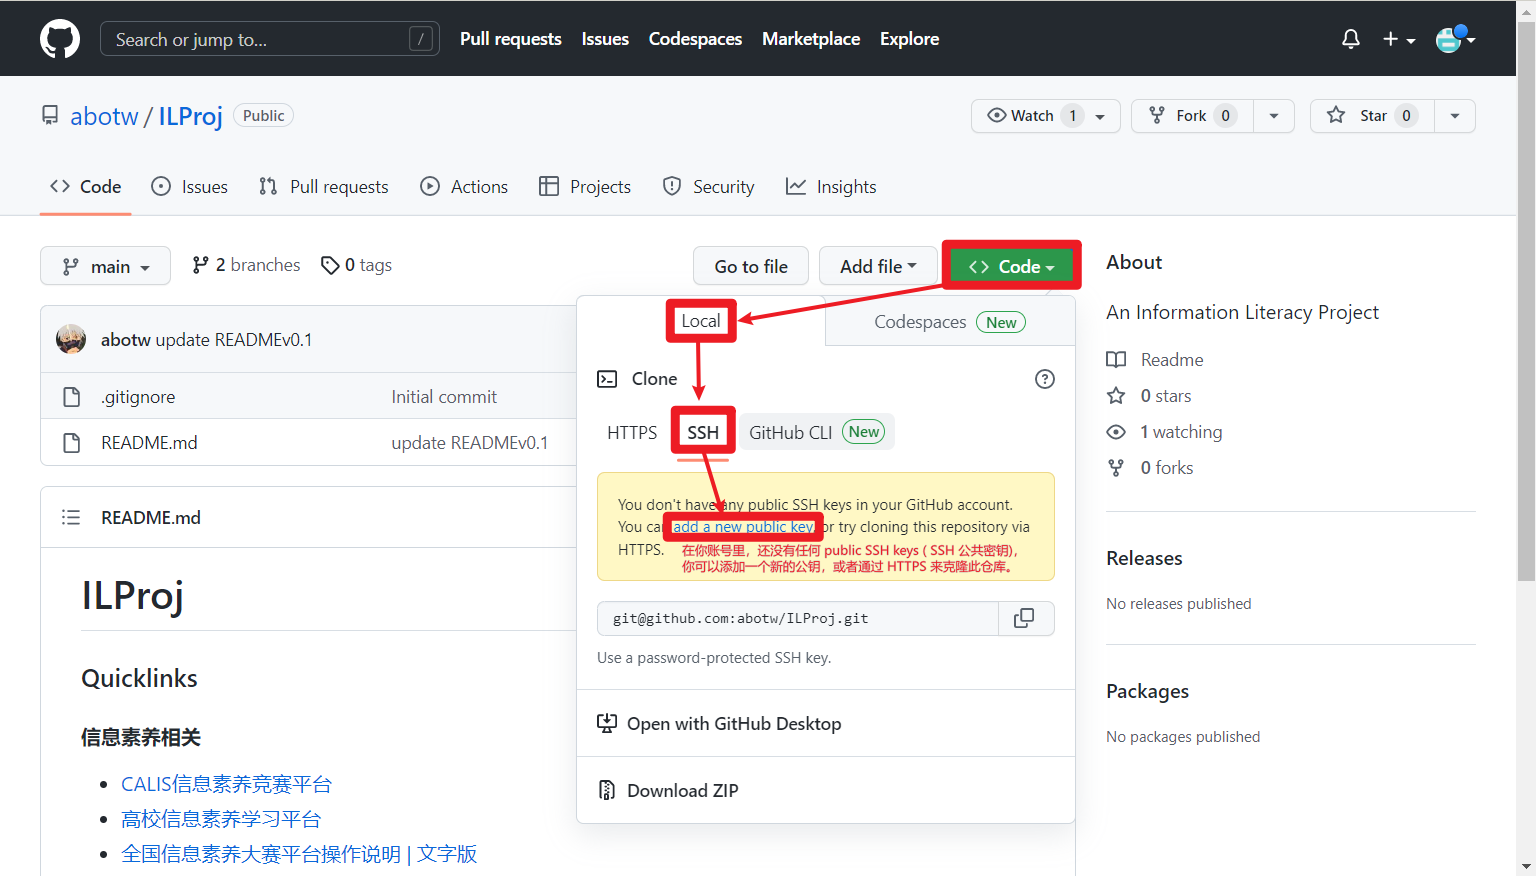 Search or jump to... /
Pull requests Issues Codespaces Marketplace Explore
abotw / ILProj Public
Watch 1 Fork 0 Star 0
Code Issues Pull requests Actions Projects Security Insights
main 2 branches 0 tags Go to file Add file Code
abotw update READMEv0.1
.gitignore Initial commit
README.md update READMEv0.1
README.md
ILProj
Quicklinks
信息素养相关
CALIS信息素养竞赛平台
高校信息素养学习平台
全国信息素养大赛平台操作说明 | 文字版
Local Codespaces New
Clone
HTTPS SSH GitHub CLI New
You don't have any public SSH keys in your GitHub account.
You can add a new public key, or try cloning this repository via
HTTPS.
在你账号里，还没有任何 public SSH keys ( SSH 公共密钥)，
你可以添加一个新的公钥，或者通过 HTTPS 来克隆此仓库。
git@github.com:abotw/ILProj.git
Use a password-protected SSH key.
Open with GitHub Desktop
Download ZIP
About
An Information Literacy Project
Readme
0 stars
1 watching
0 forks
Releases
No releases published
Packages
No packages published